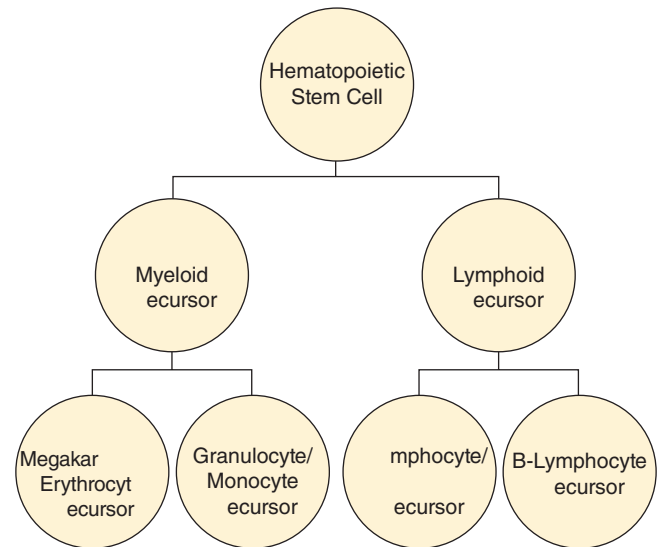 Hematopoietic
Stem Cell
Myeloid
ecursor
Lymphoid
ecursor
Megakar
Erythrocyt
ecursor
Granulocyte/
Monocyte
ecursor
mphocyte/
ecursor
B-Lymphocyte
ecursor